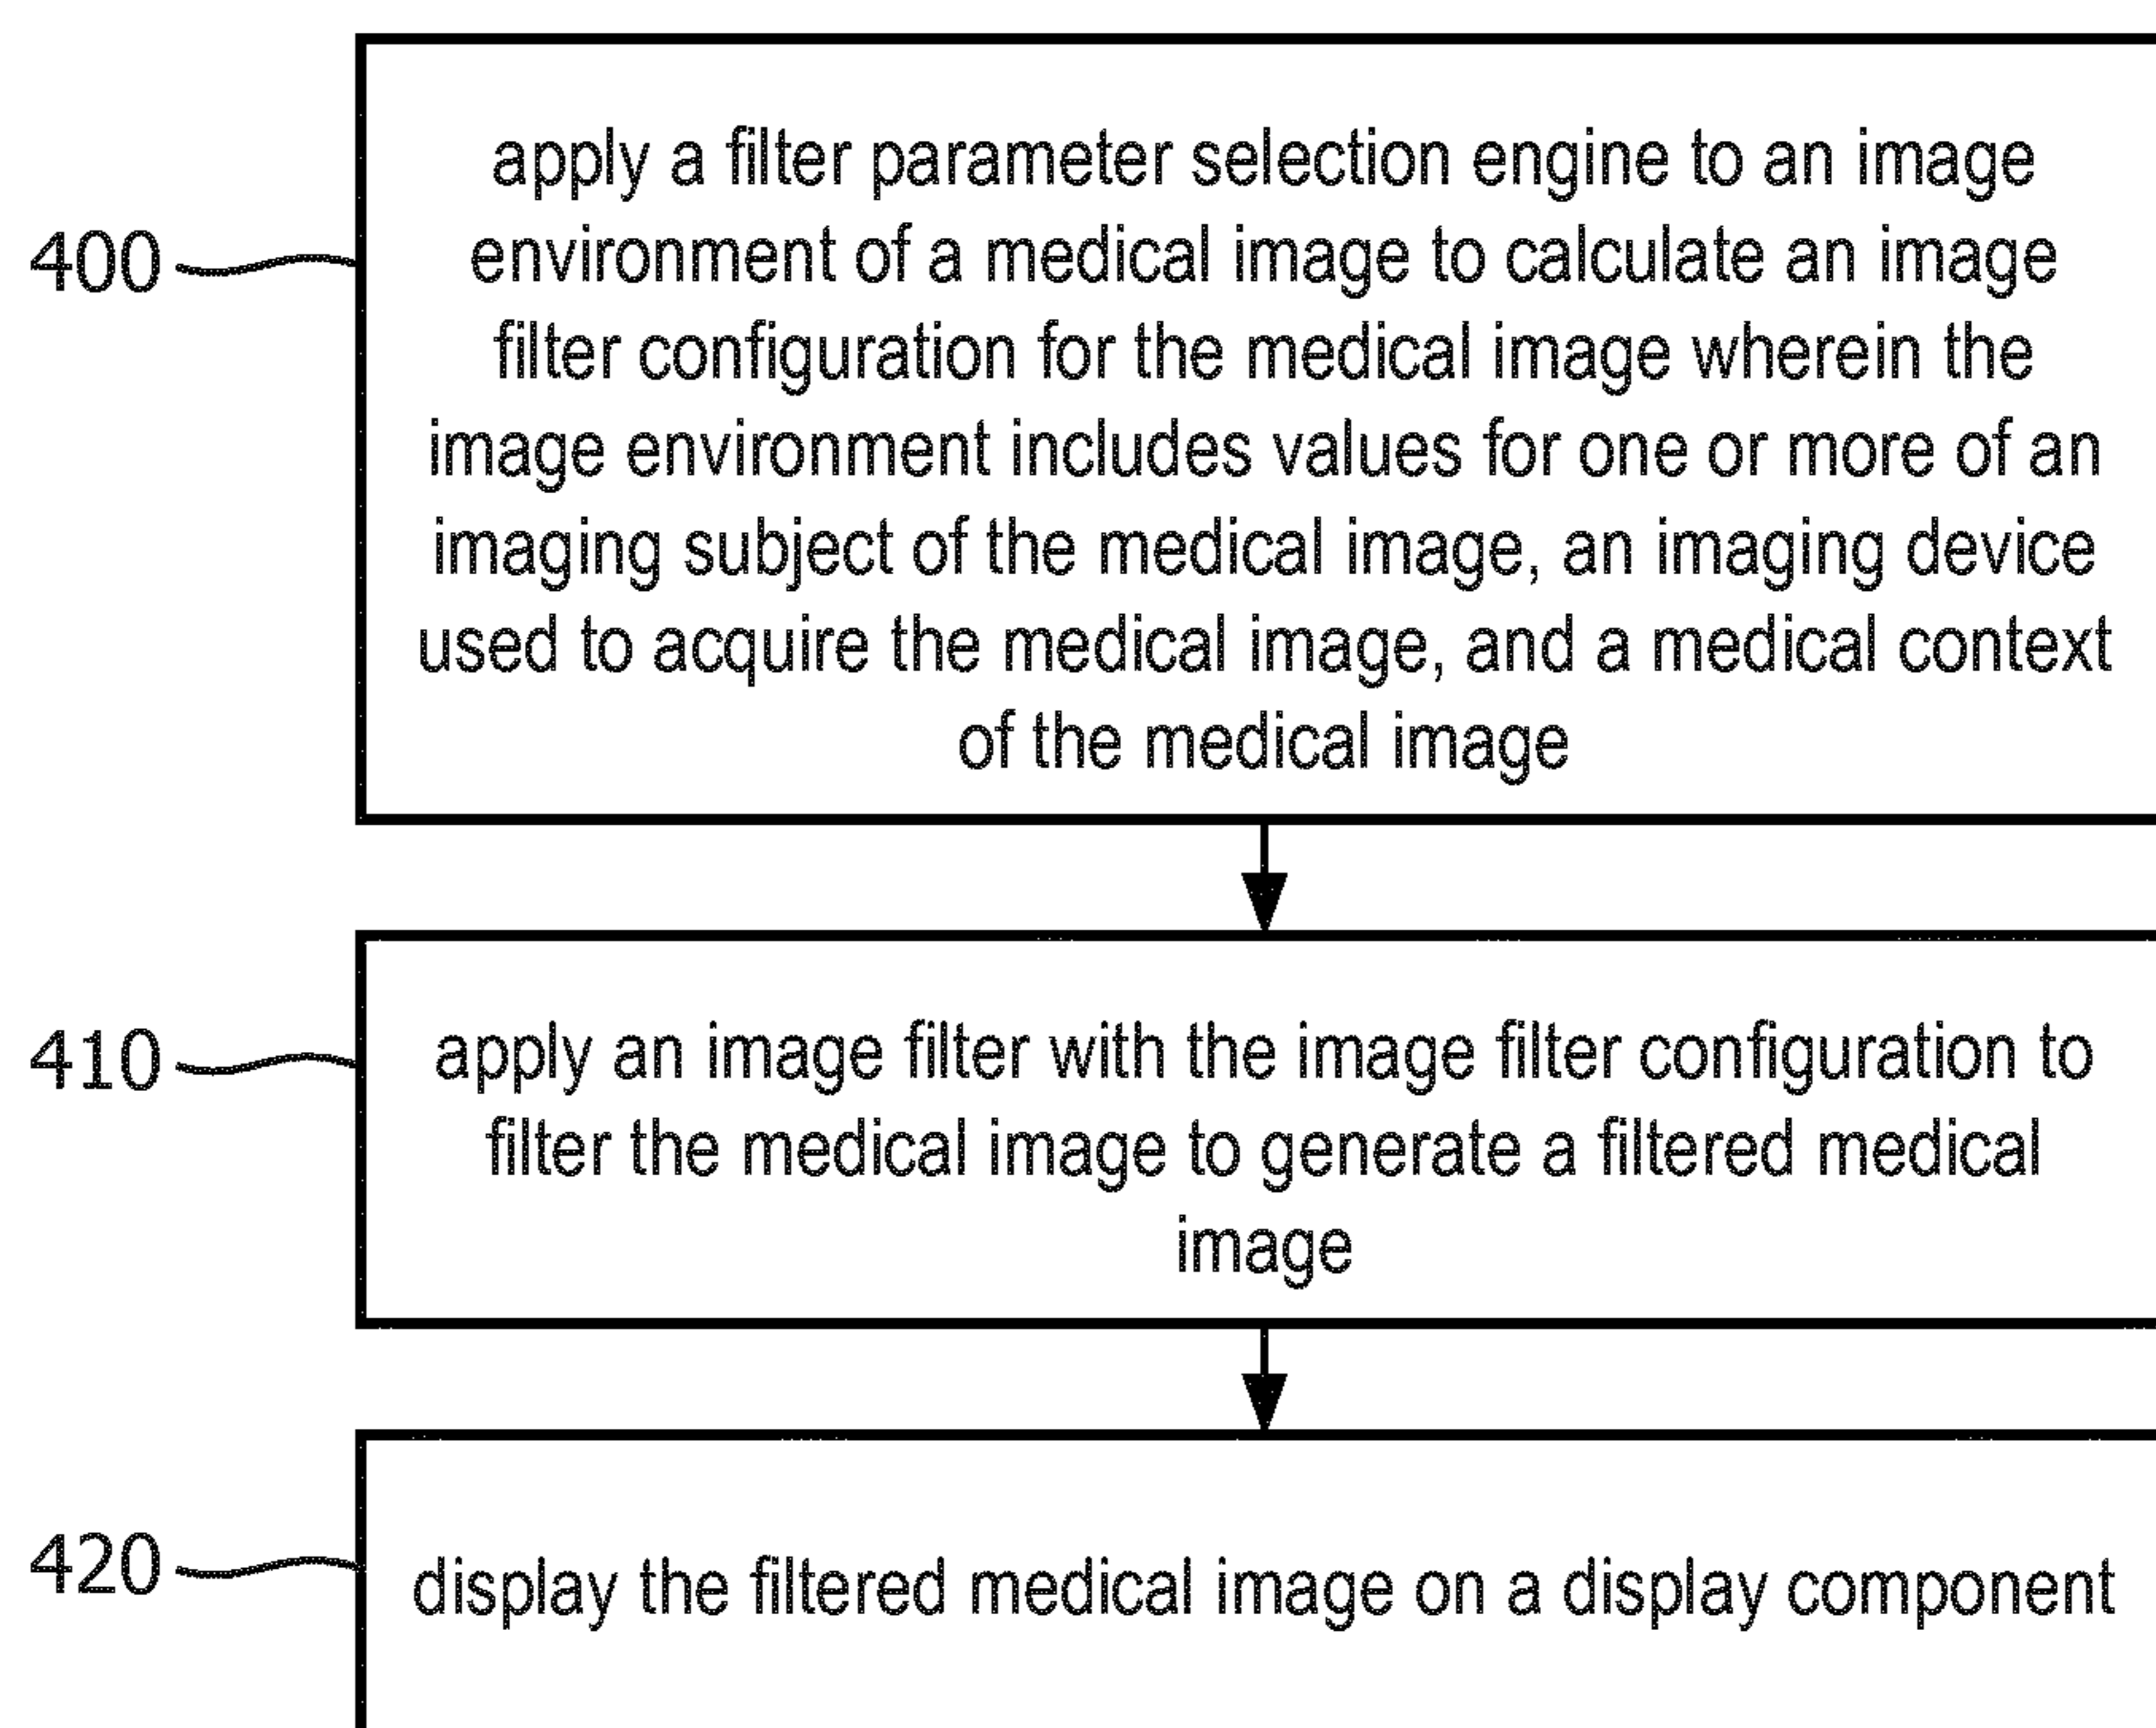 400
apply a filter parameter selection engine to an image
environment of a medical image to calculate an image
filter configuration for the medical image wherein the
image environment includes values for one or more of an
imaging subject of the medical image, an imaging device
used to acquire the medical image, and a medical context
of the medical image
410
apply an image filter with the image filter configuration to
filter the medical image to generate a filtered medical
image
420
display the filtered medical image on a display component